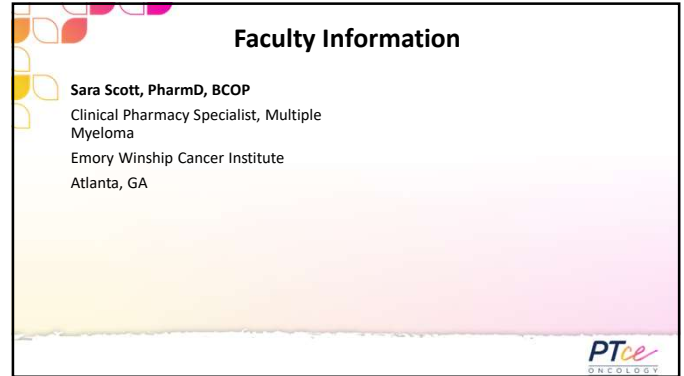 Faculty Information
Sara Scott, PharmD, BCOP
Clinical Pharmacy Specialist, Multiple
Myeloma
Emory Winship Cancer Institute
Atlanta, GA
PTce
ONCOLOGY